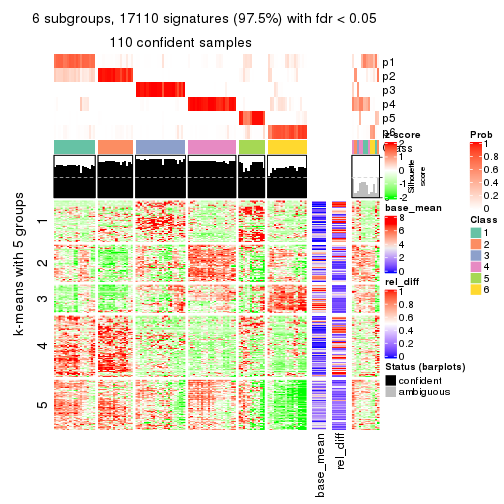 6 subgroups, 17110 signatures (97.5%) with fdr < 0.05
110 confident samples
p1
p2
p3
p4
p5
p6
z_score
2
1
0
-1
-2
Class
Silhouette
score
k-means with 5 groups
1
2
3
4
5
base_mean
rel_diff
base_mean
8
6
4
2
0
rel_diff
1
0.8
0.6
0.4
0.2
0
Status (barplots)
confident
ambiguous
Prob
1
0.8
0.6
0.4
0.2
0
Class
1
2
3
4
5
6